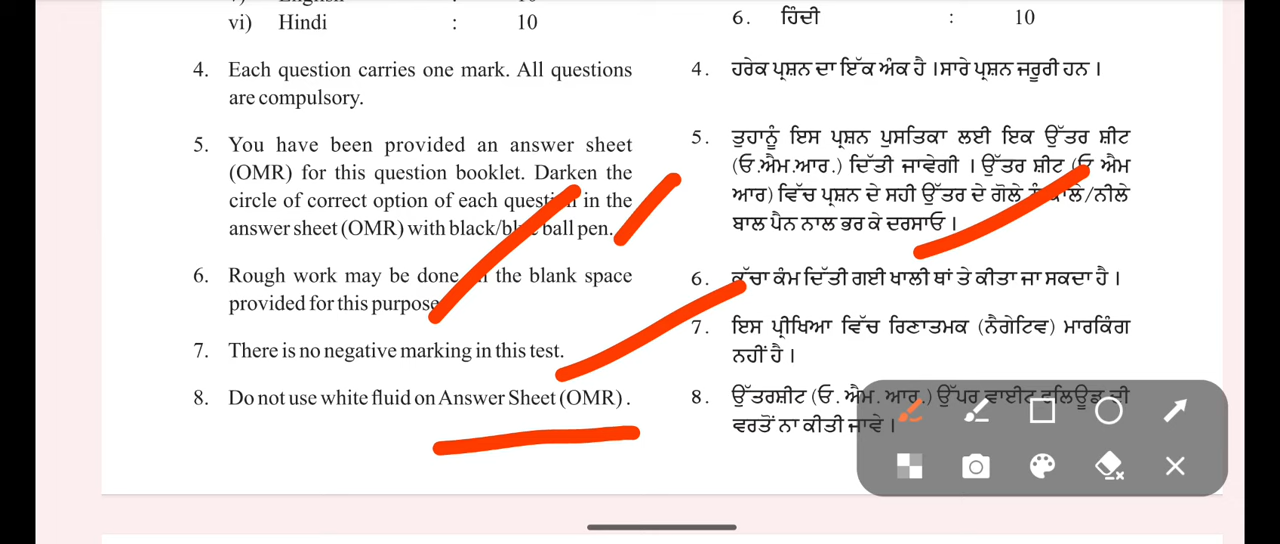 vi) Hindi : 10
4. Each question carries one mark. All questions
are compulsory.
5. You have been provided an answer sheet
(OMR) for this question booklet. Darken the
circle of correct option of each question in the
answer sheet (OMR) with black/blue ball pen.
6. Rough work may be done in the blank space
provided for this purpose
7. There is no negative marking in this test.
8. Do not use white fluid on Answer Sheet (OMR).
6. ਹਿੰਦੀ : 10
4. ਹਰੇਕ ਪ੍ਰਸ਼ਨ ਦਾ ਇੱਕ ਅੰਕ ਹੈ ।ਸਾਰੇ ਪ੍ਰਸ਼ਨ ਜਰੂਰੀ ਹਨ ।
5. ਤੁਹਾਨੂੰ ਇਸ ਪ੍ਰਸ਼ਨ ਪੁਸਤਿਕਾ ਲਈ ਇਕ ਉੱਤਰ ਸ਼ੀਟ
(ਓ.ਐਮ.ਆਰ.) ਦਿੱਤੀ ਜਾਵੇਗੀ । ਉੱਤਰ ਸ਼ੀਟ (ਓ ਐਮ
ਆਰ) ਵਿੱਚ ਪ੍ਰਸ਼ਨ ਦੇ ਸਹੀ ਉੱਤਰ ਦੇ ਗੋਲੇ ਨੂੰ ਕਾਲੇ/ਨੀਲੇ
ਬਾਲ ਪੈਨ ਨਾਲ ਭਰ ਕੇ ਦਰਸਾਓ ।
6. ਕੱਚਾ ਕੰਮ ਦਿੱਤੀ ਗਈ ਖਾਲੀ ਥਾਂ ਤੇ ਕੀਤਾ ਜਾ ਸਕਦਾ ਹੈ ।
7. ਇਸ ਪ੍ਰੀਖਿਆ ਵਿੱਚ ਰਿਣਾਤਮਕ (ਨੈਗੇਟਿਵ) ਮਾਰਕਿੰਗ
ਨਹੀਂ ਹੈ ।
8. ਉੱਤਰਸ਼ੀਟ (ਓ. ਐਮ. ਆਰ.) ਉੱਪਰ ਵਾਈਟ ਫਲਿਊਡ ਦੀ
ਵਰਤੋਂ ਨਾ ਕੀਤੀ ਜਾਵੇ ।